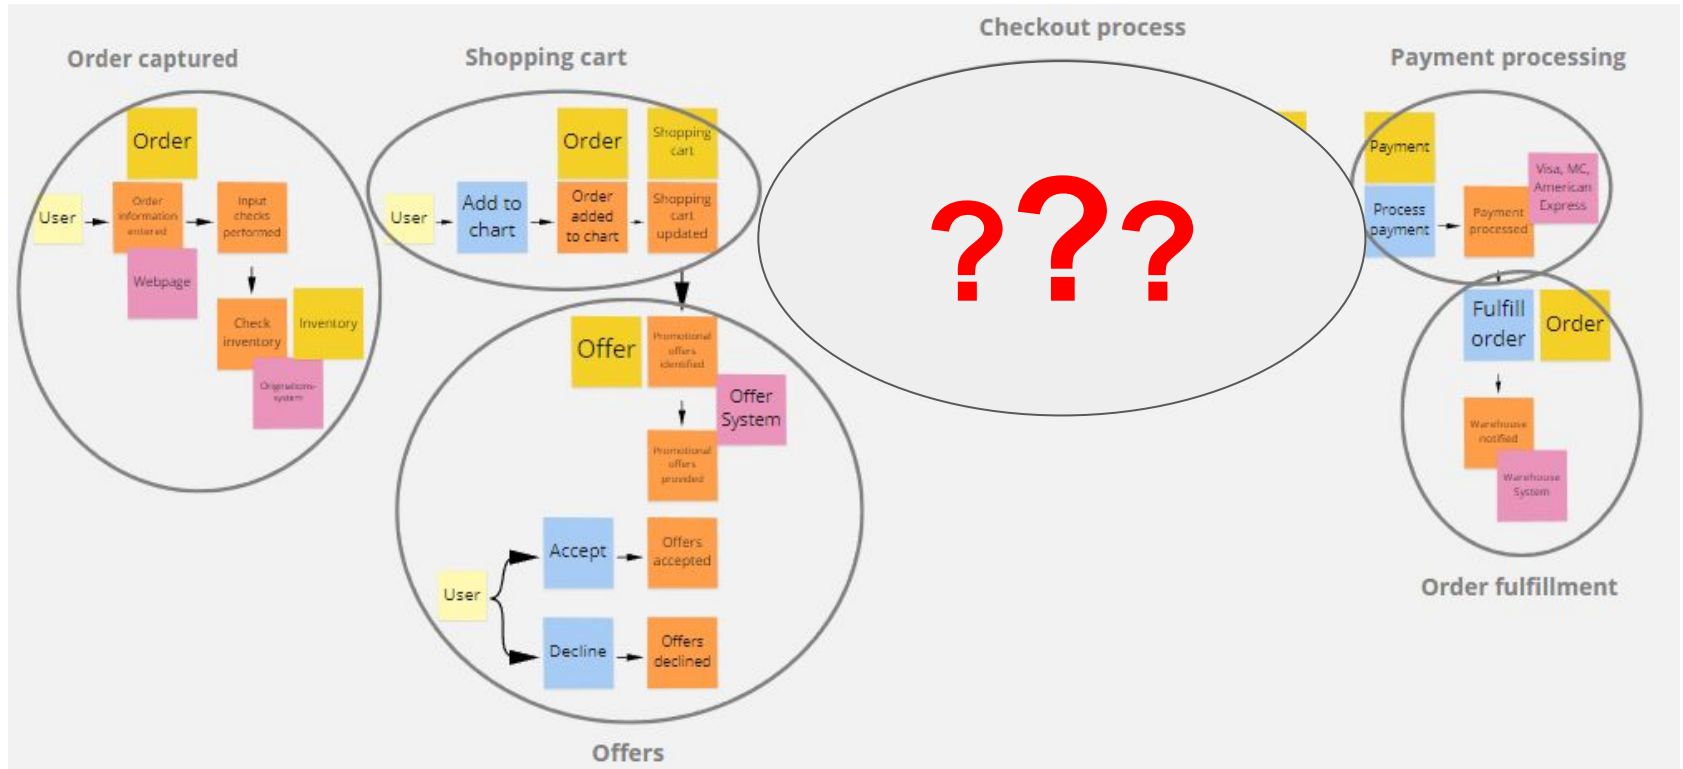 Checkout process
Order captured
Shopping cart
Payment processing
Order
User
Order
information
entered
Input
checks
performed
Webpage
Check
inventory
Inventory
Originations-
system
Order
Shopping
cart
User
Add to
chart
Order
added
to chart
Shopping
cart
updated
???
Payment
Process
payment
Payment
processed
Visa, MC,
American
Express
Offer
Promotional
offers
identified
Offer
System
Promotional
offers
provided
User
Accept
Offers
accepted
Decline
Offers
declined
Offers
Fulfill
order
Order
Warehouse
notified
Warehouse
System
Order fulfillment